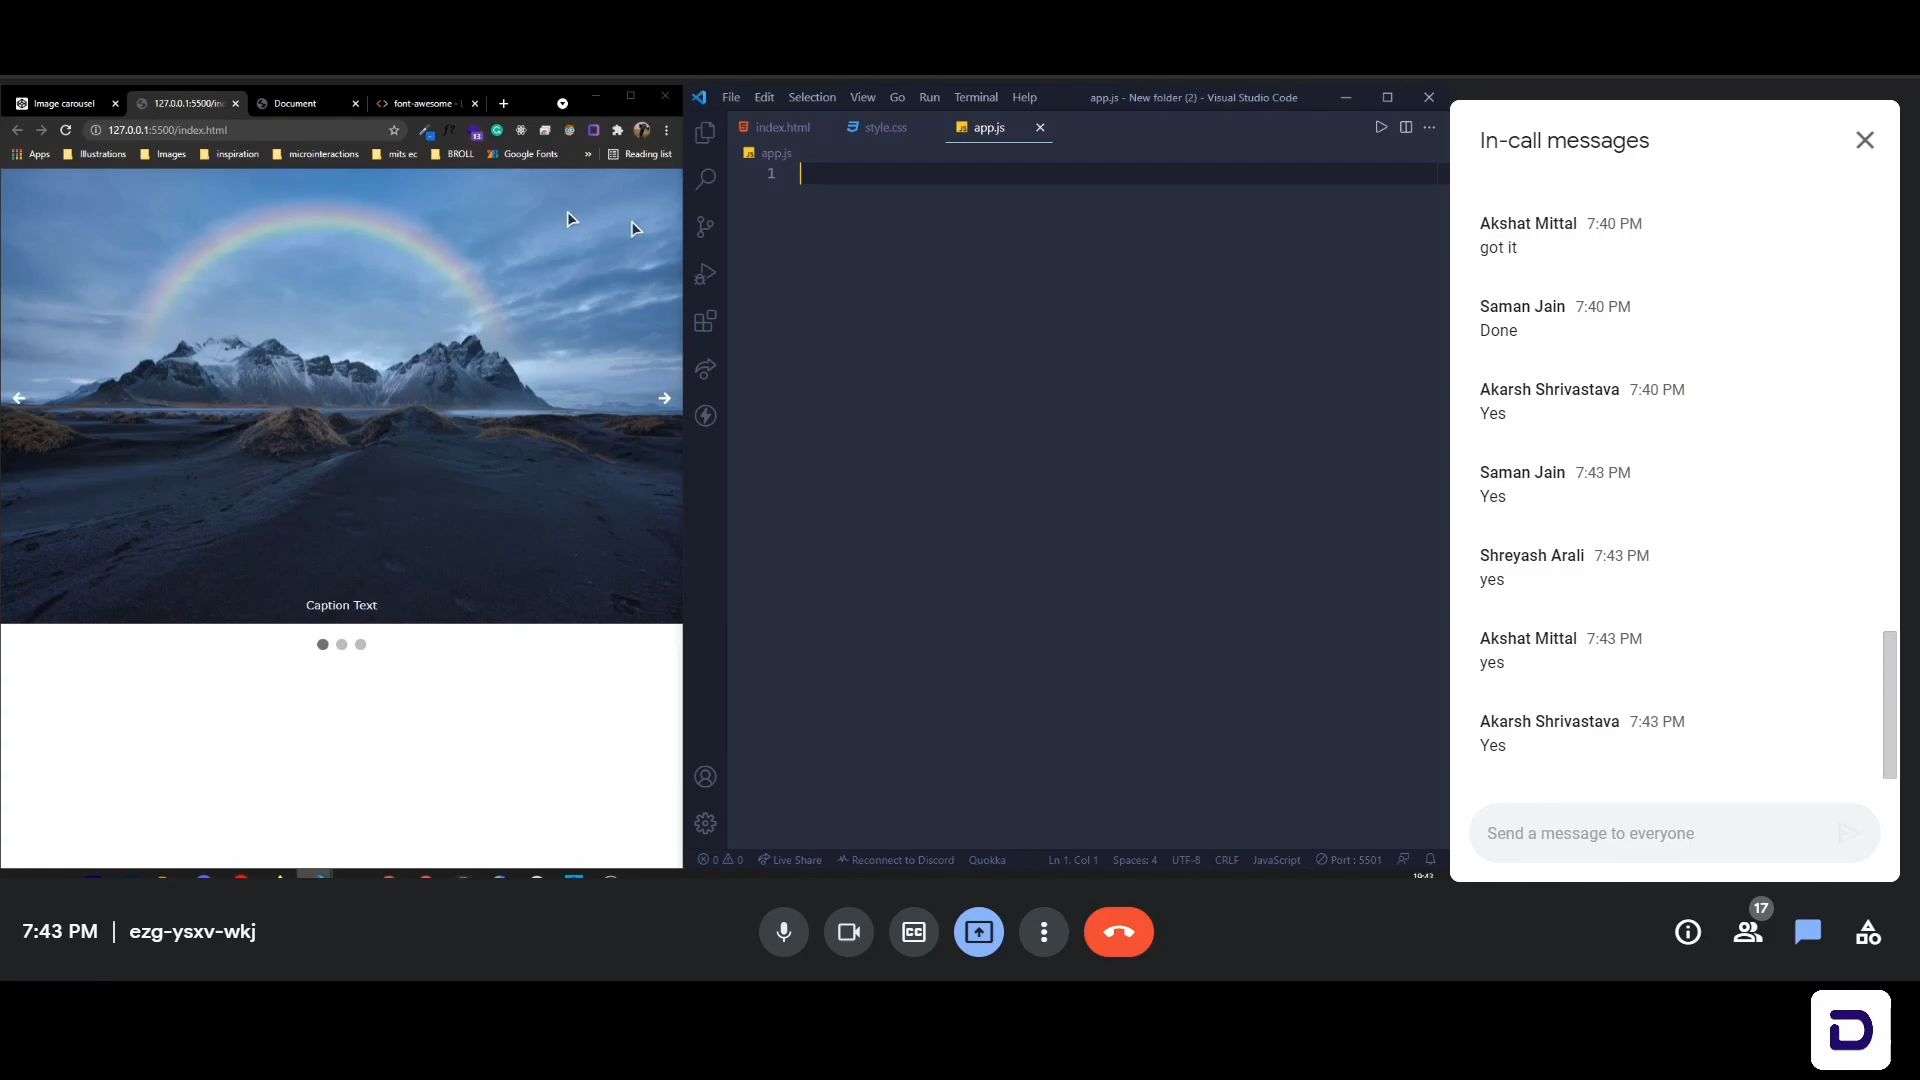 Image carousel
127.0.0.1:5500/in
Document
font-awesome -
127.0.0.1:5500/index.html
13
Apps
Illustrations
Images
inspiration
microinteractions
mits ec
BROLL
Google Fonts
»
Reading list
Caption Text
File Edit Selection View Go Run Terminal Help
app.js - New folder (2) - Visual Studio Code
index.html
style.css
app.js
app.js
1
0 0
Live Share
Reconnect to Discord
Quokka
Ln 1, Col 1
Spaces: 4
UTF-8
CRLF
JavaScript
Port : 5501
19:43
In-call messages
Akshat Mittal 7:40 PM
got it
Saman Jain 7:40 PM
Done
Akarsh Shrivastava 7:40 PM
Yes
Saman Jain 7:43 PM
Yes
Shreyash Arali 7:43 PM
yes
Akshat Mittal 7:43 PM
yes
Akarsh Shrivastava 7:43 PM
Yes
Send a message to everyone
7:43 PM | ezg-ysxv-wkj
CC
17
D